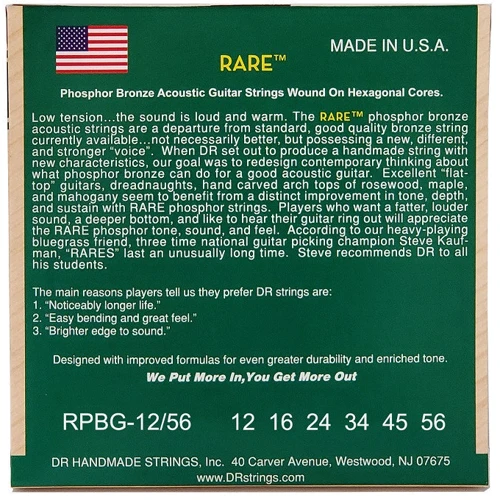 RARE™
MADE IN U.S.A.
Phosphor Bronze Acoustic Guitar Strings Wound On Hexagonal Cores.
Low tension...the sound is loud and warm. The RARE™ phosphor bronze
acoustic strings are a departure from standard, good quality bronze string
currently available...not necessarily better, but possessing a new, different,
and stronger “voice”. When DR set out to produce a handmade string with
new characteristics, our goal was to redesign contemporary thinking about
what phosphor bronze can do for a good acoustic guitar. Excellent “flat-
top” guitars, dreadnaughts, hand carved arch tops of rosewood, maple,
and mahogany seem to benefit from a distinct improvement in tone, depth,
and sustain with RARE phosphor strings. Players who want a fatter, louder
sound, a deeper bottom, and like to hear their guitar ring out will appreciate
the RARE phosphor tone, sound, and feel. According to our heavy-playing
bluegrass friend, three time national guitar picking champion Steve Kauf-
man, “RARES” last an unusually long time. Steve recommends DR to all
his students.
The main reasons players tell us they prefer DR strings are:
1. “Noticeably longer life.”
2. “Easy bending and great feel.”
3. “Brighter edge to sound.”
Designed with improved formulas for even greater durability and enriched tone.
We Put More In,You Get More Out
RPBG-12/56 12 16 24 34 45 56
DR HANDMADE STRINGS, Inc. 40 Carver Avenue, Westwood, NJ 07675
www.DRstrings.com